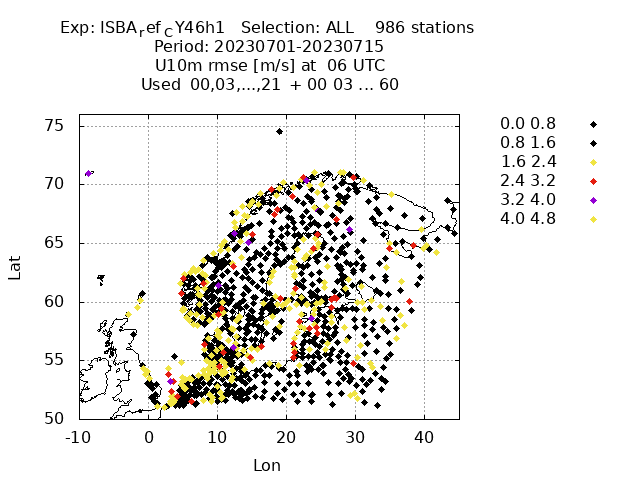 Exp: ISBArefCY46h1 Selection: ALL 986 stations
Period: 20230701-20230715
U10m rmse [m/s] at 06 UTC
Used 00,03,...,21 + 00 03 ... 60
0.0 0.8
0.8 1.6
1.6 2.4
2.4 3.2
3.2 4.0
4.0 4.8
75
70
65
60
55
50
Lat
-10 0 10 20 30 40
Lon